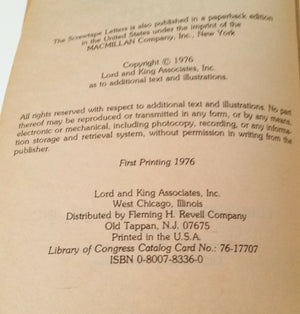 The Screwtape Letters is also published in a paperback edition
in the United States under the imprint of the
MACMILLAN Company, Inc., New York
Copyright © 1976
Lord and King Associates, Inc.
as to additional text and illustrations.
All rights reserved with respect to additional text and illustrations. No part
thereof may be reproduced or transmitted in any form, or by any means,
electronic or mechanical, including photocopy, recording, or any informa-
tion storage and retrieval system, without permission in writing from the
publisher.
First Printing 1976
Lord and King Associates, Inc.
West Chicago, Illinois
Distributed by Fleming H. Revell Company
Old Tappan, N.J. 07675
Printed in the U.S.A.
Library of Congress Catalog Card No.: 76-17707
ISBN 0-8007-8336-0